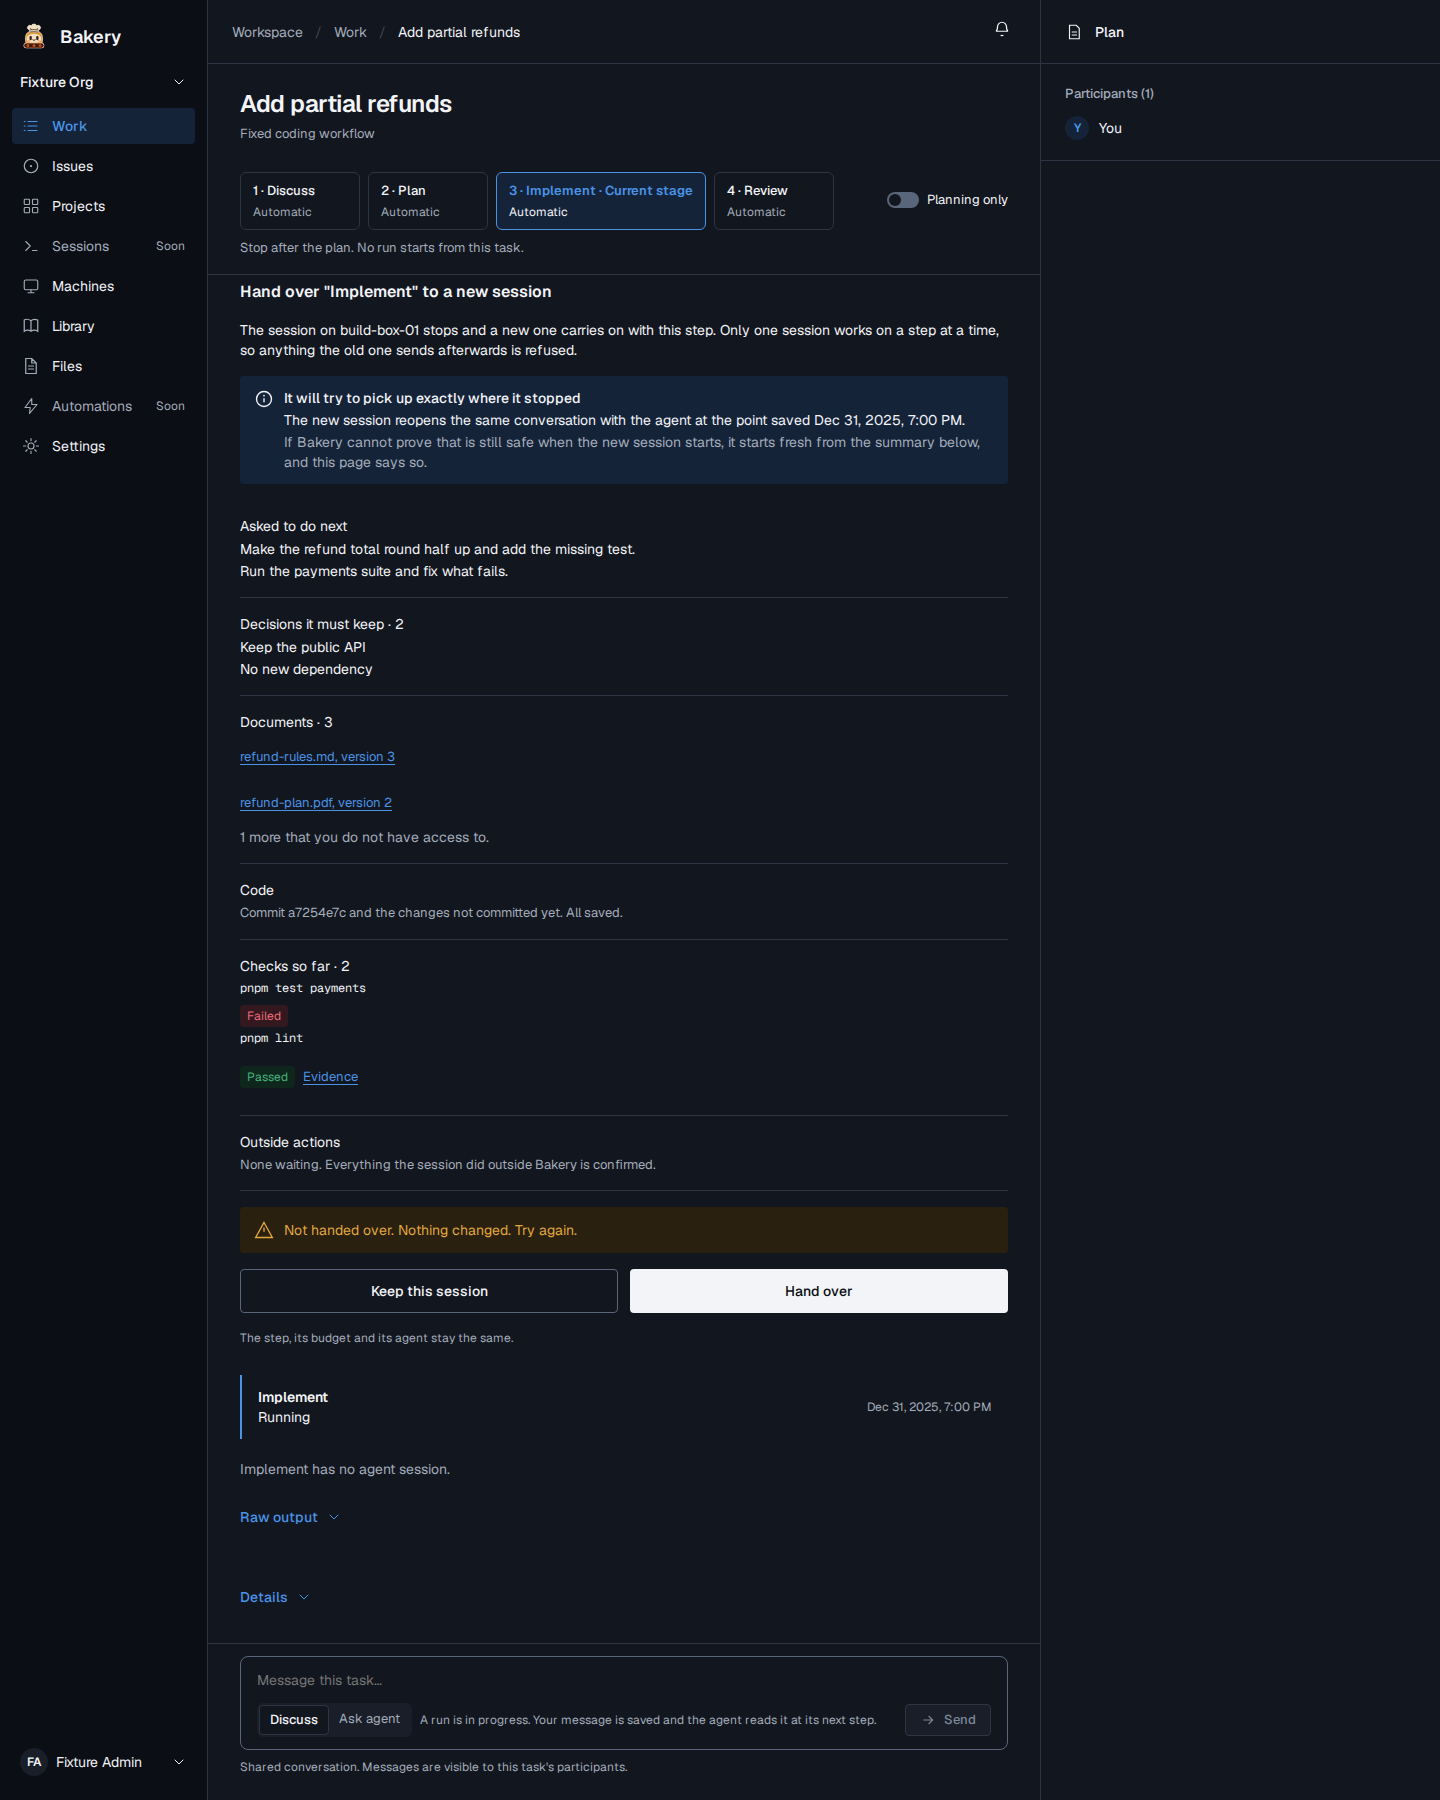 Bakery
Fixture Org
Work
Issues
Projects
Sessions Soon
Machines
Library
Files
Automations Soon
Settings
FA Fixture Admin
Workspace / Work / Add partial refunds
Add partial refunds
Fixed coding workflow
1 · Discuss
Automatic
2 · Plan
Automatic
3 · Implement · Current stage
Automatic
4 · Review
Automatic
Planning only
Stop after the plan. No run starts from this task.
Hand over "Implement" to a new session
The session on build-box-01 stops and a new one carries on with this step. Only one session works on a step at a time,
so anything the old one sends afterwards is refused.
It will try to pick up exactly where it stopped
The new session reopens the same conversation with the agent at the point saved Dec 31, 2025, 7:00 PM.
If Bakery cannot prove that is still safe when the new session starts, it starts fresh from the summary below,
and this page says so.
Asked to do next
Make the refund total round half up and add the missing test.
Run the payments suite and fix what fails.
Decisions it must keep · 2
Keep the public API
No new dependency
Documents · 3
refund-rules.md, version 3
refund-plan.pdf, version 2
1 more that you do not have access to.
Code
Commit a7254e7c and the changes not committed yet. All saved.
Checks so far · 2
pnpm test payments
Failed
pnpm lint
Passed Evidence
Outside actions
None waiting. Everything the session did outside Bakery is confirmed.
Not handed over. Nothing changed. Try again.
Keep this session
Hand over
The step, its budget and its agent stay the same.
Implement
Running
Dec 31, 2025, 7:00 PM
Implement has no agent session.
Raw output
Details
Message this task...
Discuss Ask agent A run is in progress. Your message is saved and the agent reads it at its next step. Send
Shared conversation. Messages are visible to this task's participants.
Plan
Participants (1)
Y You